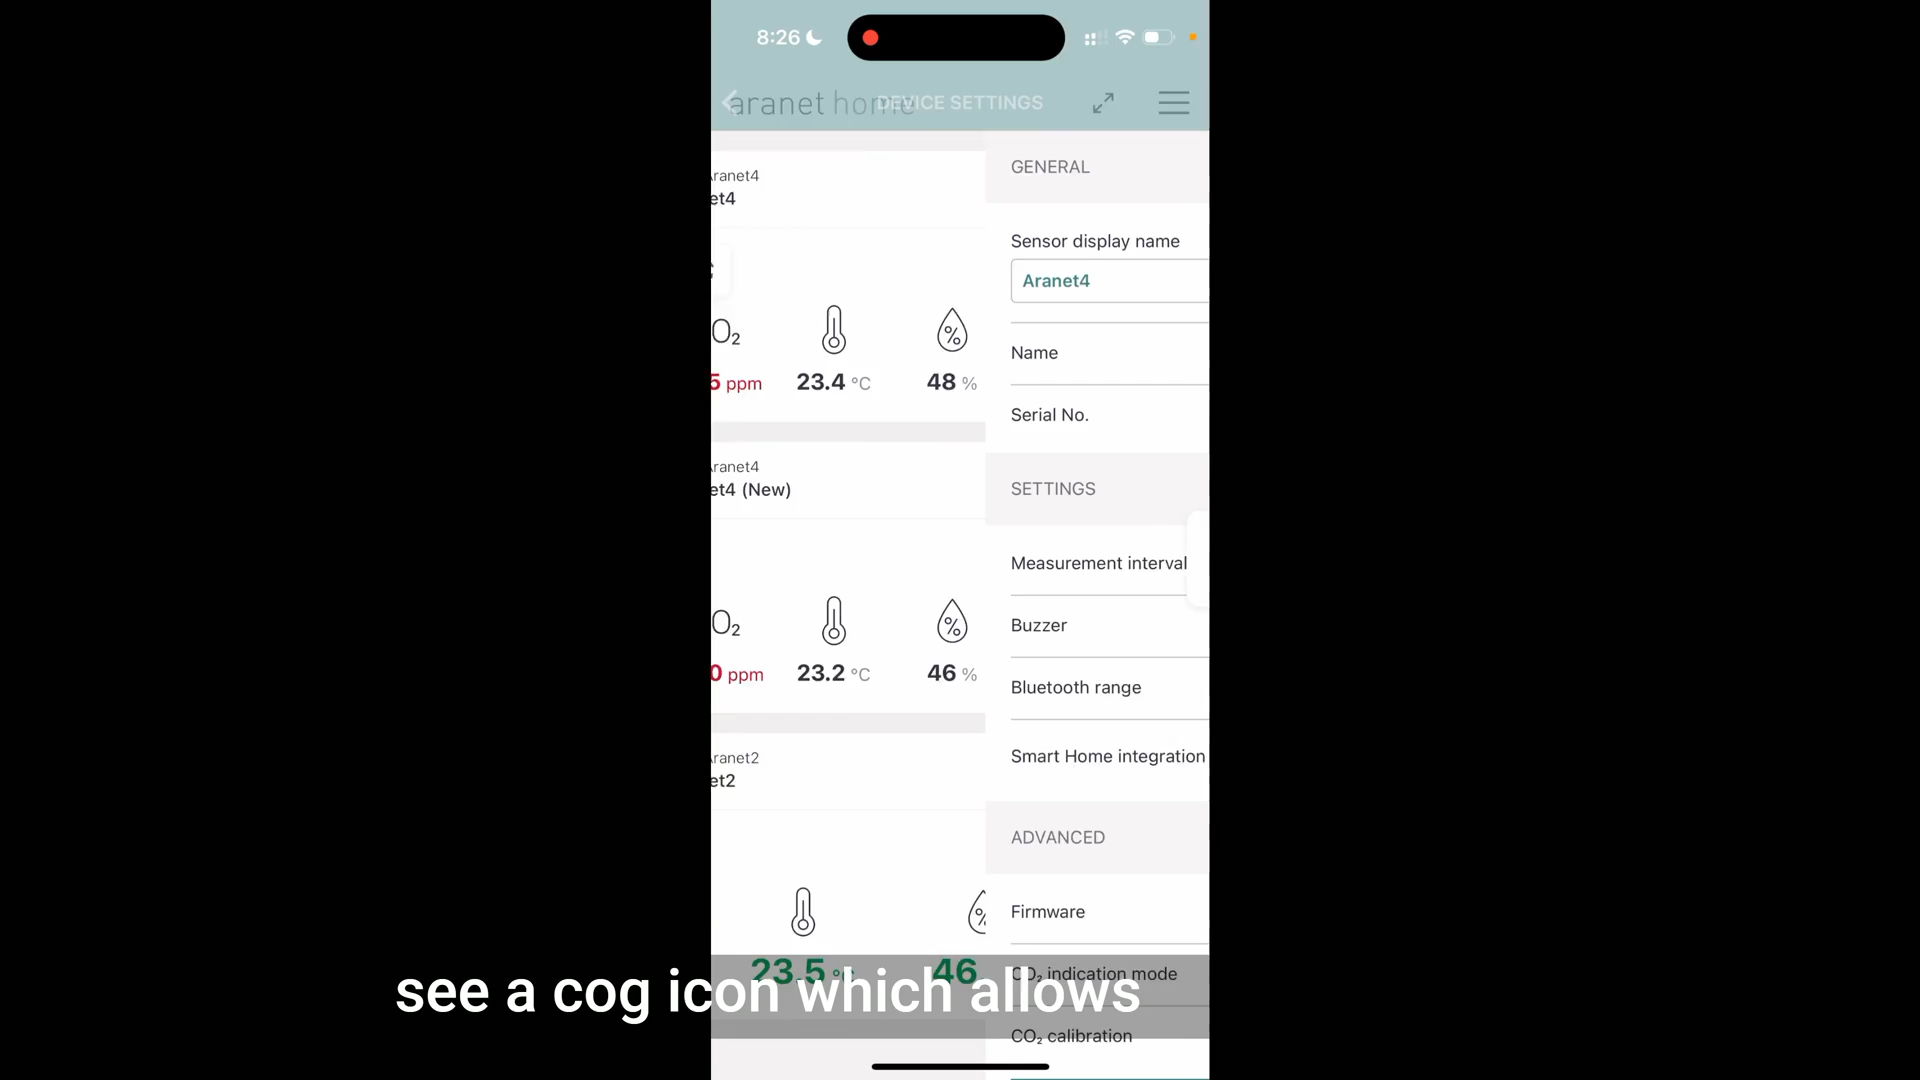 8:26
aranet home
DEVICE SETTINGS
ranet4
et4
O₂
5 ppm
23.4 °C
48 %
ranet4
et4 (New)
O₂
0 ppm
23.2 °C
46 %
ranet2
et2
%
23.5 °C
46
GENERAL
Sensor display name
Aranet4
Name
Serial No.
SETTINGS
Measurement interval
Buzzer
Bluetooth range
Smart Home integration
ADVANCED
Firmware
CO₂ indication mode
CO₂ calibration
see a cog icon which allows